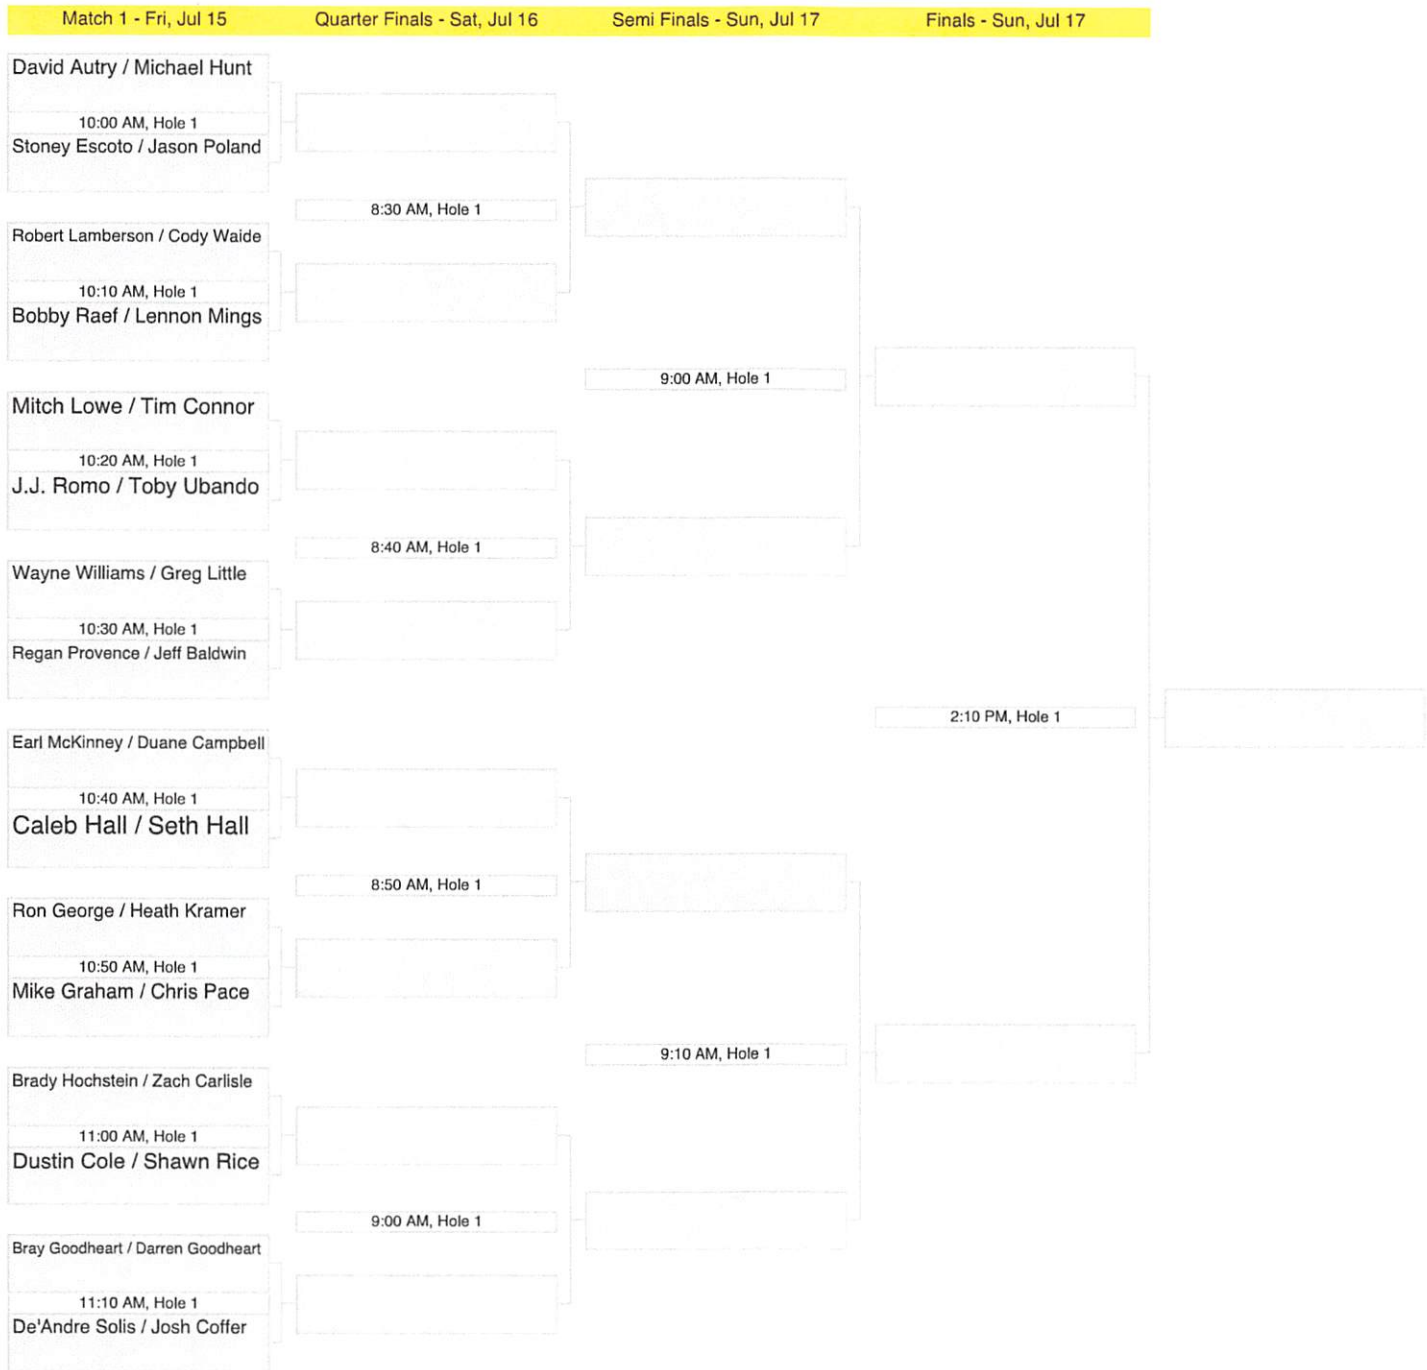 Match 1 - Fri, Jul 15
Quarter Finals - Sat, Jul 16
Semi Finals - Sun, Jul 17
Finals - Sun, Jul 17
David Autry / Michael Hunt
10:00 AM, Hole 1
Stoney Escoto / Jason Poland
8:30 AM, Hole 1
Robert Lamberson / Cody Waide
10:10 AM, Hole 1
Bobby Raef / Lennon Mings
9:00 AM, Hole 1
Mitch Lowe / Tim Connor
10:20 AM, Hole 1
J.J. Romo / Toby Ubando
8:40 AM, Hole 1
Wayne Williams / Greg Little
10:30 AM, Hole 1
Regan Provence / Jeff Baldwin
2:10 PM, Hole 1
Earl McKinney / Duane Campbell
10:40 AM, Hole 1
Caleb Hall / Seth Hall
8:50 AM, Hole 1
Ron George / Heath Kramer
10:50 AM, Hole 1
Mike Graham / Chris Pace
9:10 AM, Hole 1
Brady Hochstein / Zach Carlisle
11:00 AM, Hole 1
Dustin Cole / Shawn Rice
9:00 AM, Hole 1
Bray Goodheart / Darren Goodheart
11:10 AM, Hole 1
De'Andre Solis / Josh Coffer